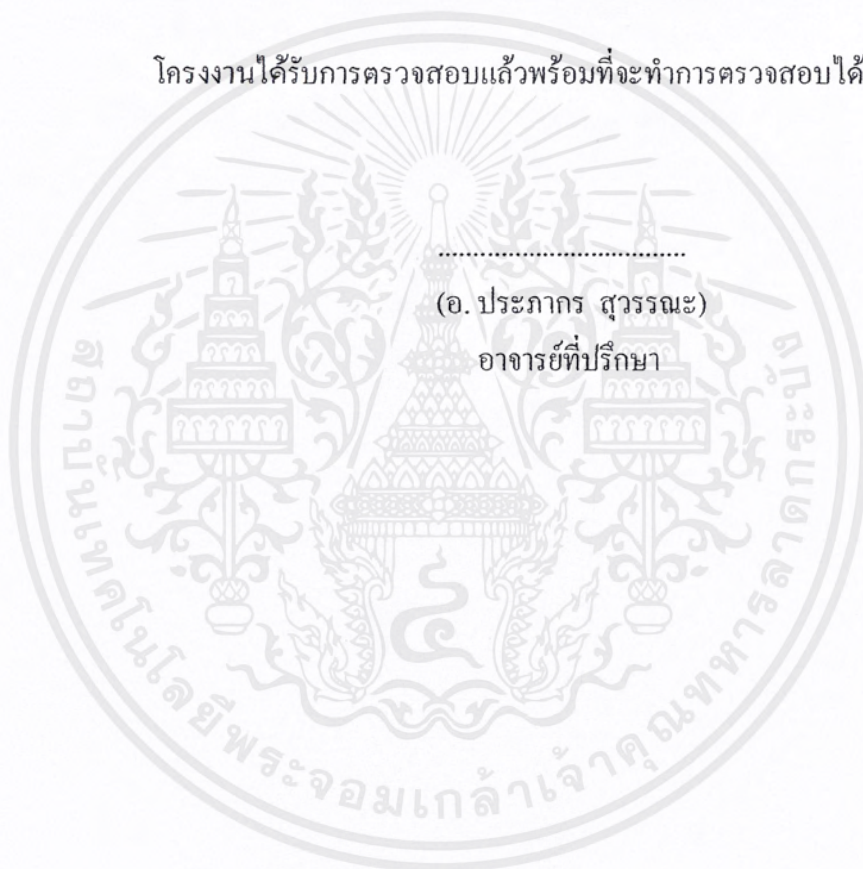 โครงงานได้รับการตรวจสอบแล้วพร้อมที่จะทำการตรวจสอบได้
......................................
(อ. ประภากร สุวรรณะ)
อาจารย์ที่ปรึกษา
สถาบันเทคโนโลยีพระจอมเกล้าเจ้าคุณทหารลาดกระบัง